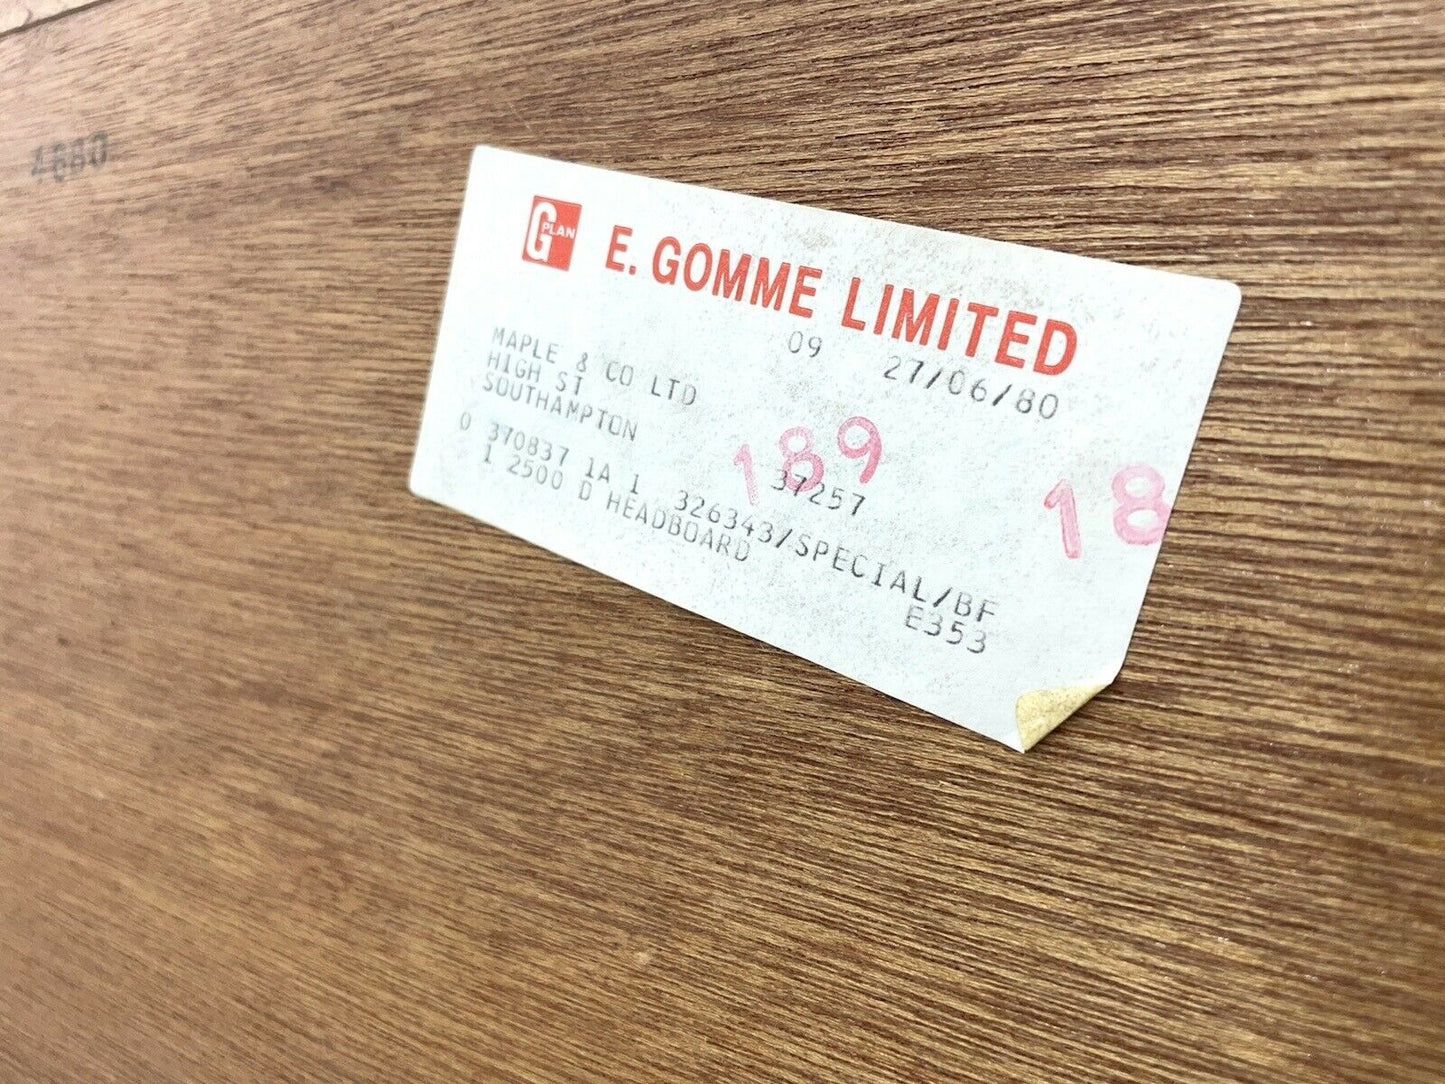 4680
G PLAN
E. GOMME LIMITED
09 27/06/80
MAPLE & CO LTD
HIGH ST
SOUTHAMPTON
189 18
37257
0 370837 1A 1 326343/SPECIAL/BF
1 2500 D HEADBOARD E353